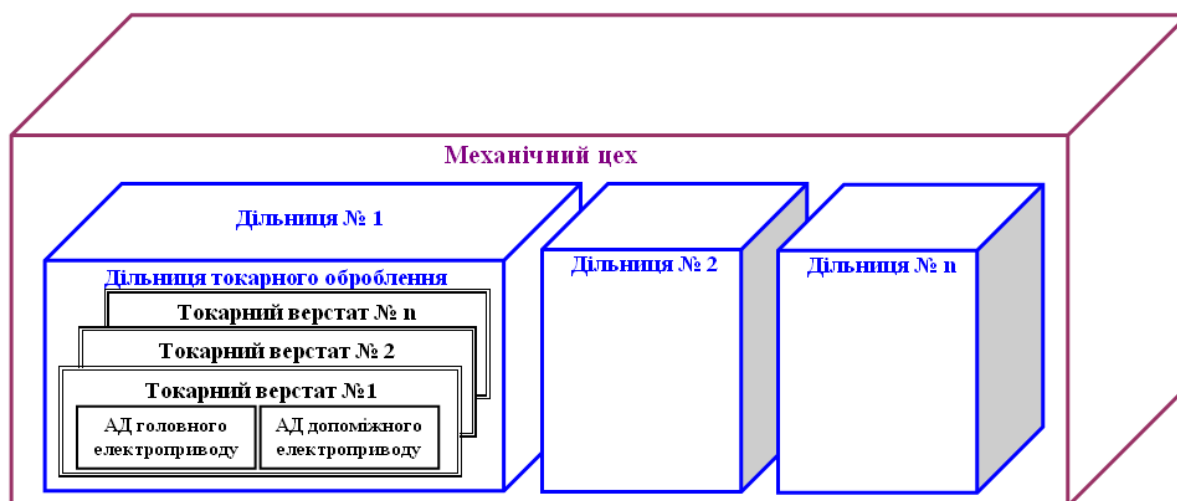 Механічний цех
Дільниця № 1
Дільниця токарного оброблення
Токарний верстат № n
Токарний верстат № 2
Токарний верстат №1
АД головного
електроприводу
АД допоміжного
електроприводу
Дільниця № 2
Дільниця № n